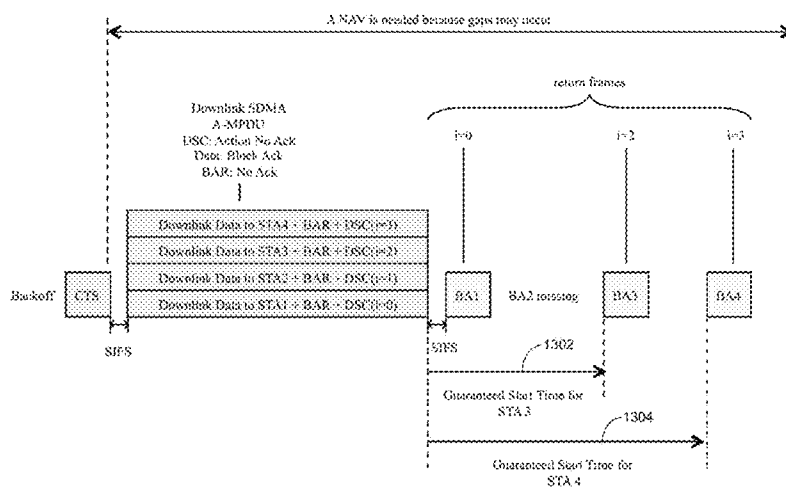 A NAV is needed because gaps may occur
return frames
Downlink SDMA
A-MPDU
DSC: Action No Ack
Data: Block Ack
BAR: No Ack
i=0
i=2
i=3
Downlink Data to STA4 + BAR + DSC(i=3)
Downlink Data to STA3 + BAR + DSC(i=2)
Downlink Data to STA2 + BAR + DSC(i=1)
Downlink Data to STA1 + BAR + DSC(i=0)
Backoff
CTS
BA1
BA2 missing
BA3
BA4
SIFS
SIFS
1302
Guaranteed Start Time for
STA 3
1304
Guaranteed Start Time for
STA 4